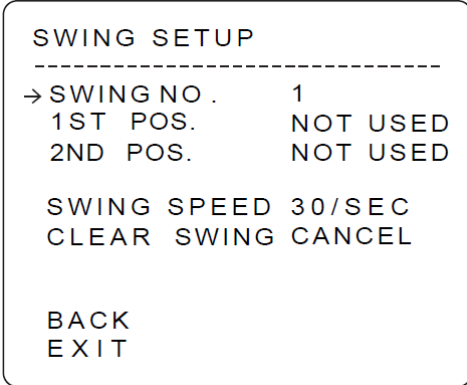 SWING SETUP
--------------------------------
→ SWING NO. 1
1ST POS. NOT USED
2ND POS. NOT USED
SWING SPEED 30/SEC
CLEAR SWING CANCEL
BACK
EXIT